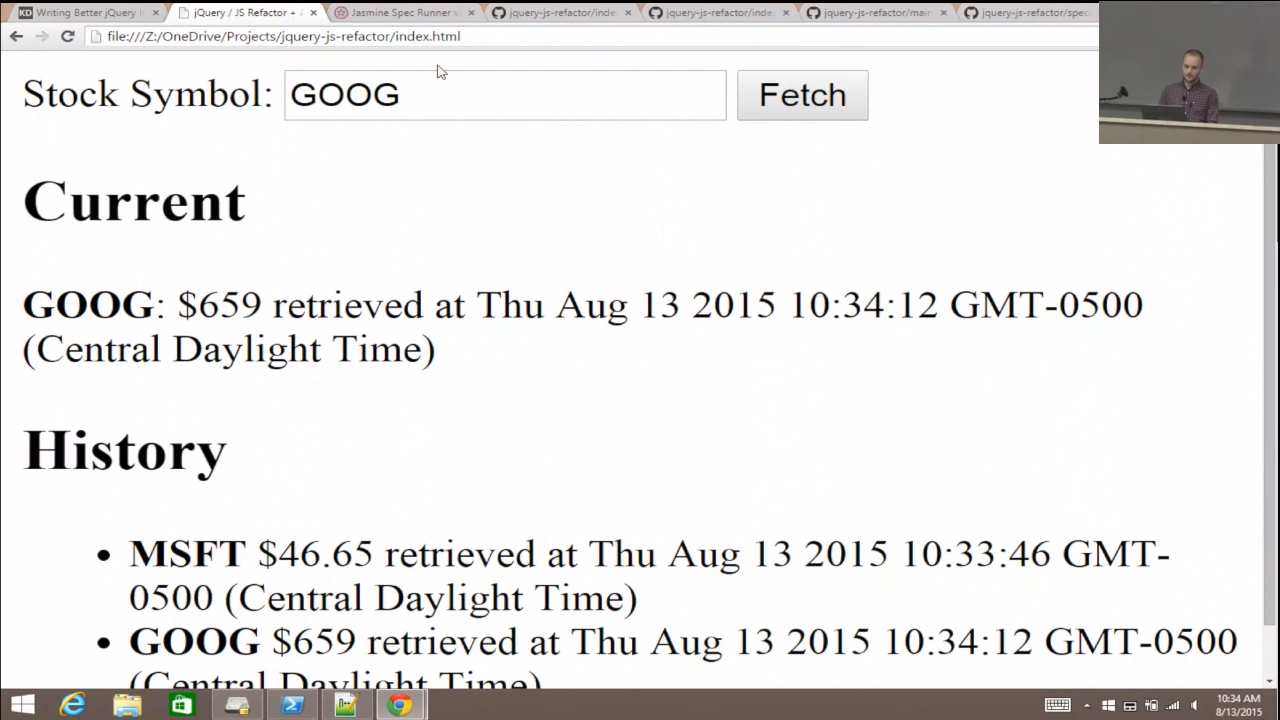 Writing Better jQuery
jQuery / JS Refactor +
Jasmine Spec Runner
jquery-js-refactor/inde
jquery-js-refactor/inde
jquery-js-refactor/mai
jquery-js-refactor/spec
file:///Z:/OneDrive/Projects/jquery-js-refactor/index.html
Stock Symbol: GOOG Fetch
Current
GOOG: $659 retrieved at Thu Aug 13 2015 10:34:12 GMT-0500
(Central Daylight Time)
History
MSFT $46.65 retrieved at Thu Aug 13 2015 10:33:46 GMT-
0500 (Central Daylight Time)
GOOG $659 retrieved at Thu Aug 13 2015 10:34:12 GMT-0500
(Central Daylight Time)
10:34 AM
8/13/2015